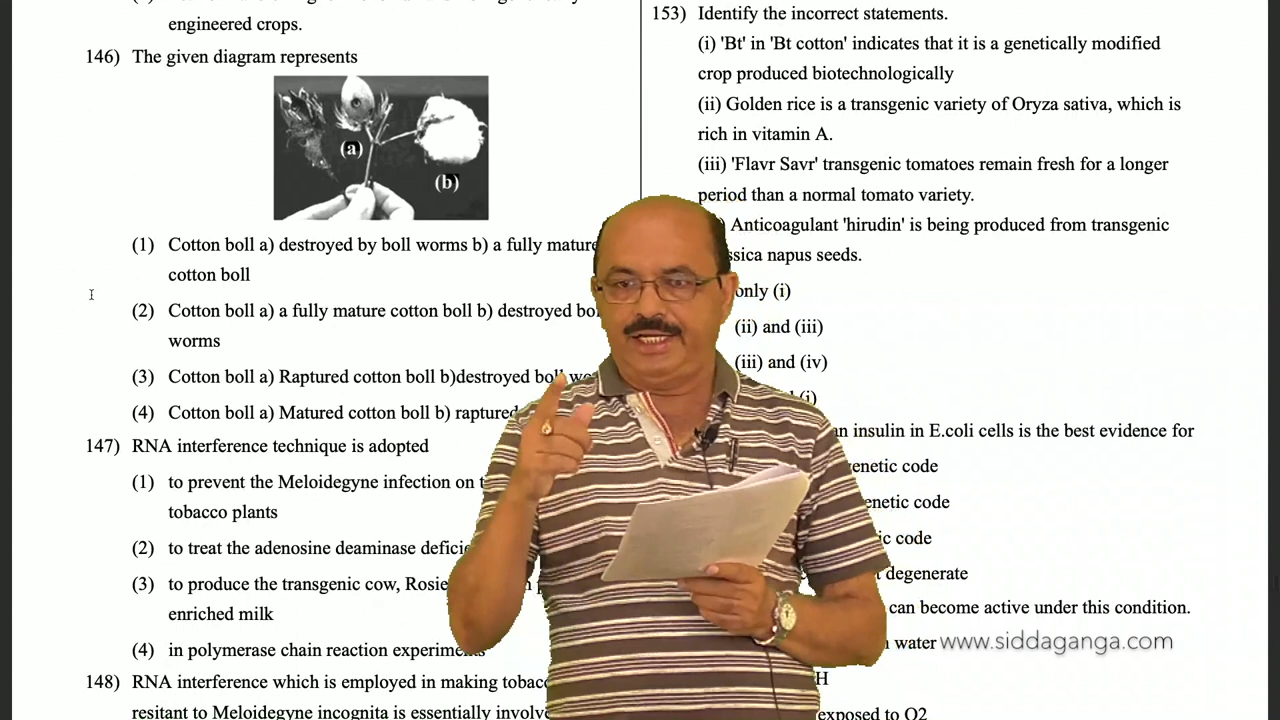 engineered crops.
146) The given diagram represents
(a)
(b)
(1) Cotton boll a) destroyed by boll worms b) a fully mature
cotton boll
(2) Cotton boll a) a fully mature cotton boll b) destroyed
worms
(3) Cotton boll a) Raptured cotton boll b)destroyed boll
(4) Cotton boll a) Matured cotton boll b) raptured
147) RNA interference technique is adopted
(1) to prevent the Meloidegyne infection on
tobacco plants
(2) to treat the adenosine deaminase
(3) to produce the transgenic cow, Rosie
enriched milk
(4) in polymerase chain reaction experiments
148) RNA interference which is employed in making
resitant to Meloidegyne incognita is essentially
153) Identify the incorrect statements.
(i) 'Bt' in 'Bt cotton' indicates that it is a genetically modified
crop produced biotechnologically
(ii) Golden rice is a transgenic variety of Oryza sativa, which is
rich in vitamin A.
(iii) 'Flavr Savr' transgenic tomatoes remain fresh for a longer
period than a normal tomato variety.
Anticoagulant 'hirudin' is being produced from transgenic
napus seeds.
only (i)
(ii) and (iii)
(iii) and (iv)
(i)
insulin in E.coli cells is the best evidence for
genetic code
genetic code
code
degenerate
can become active under this condition.
water
www.siddaganga.com
exposed to O2